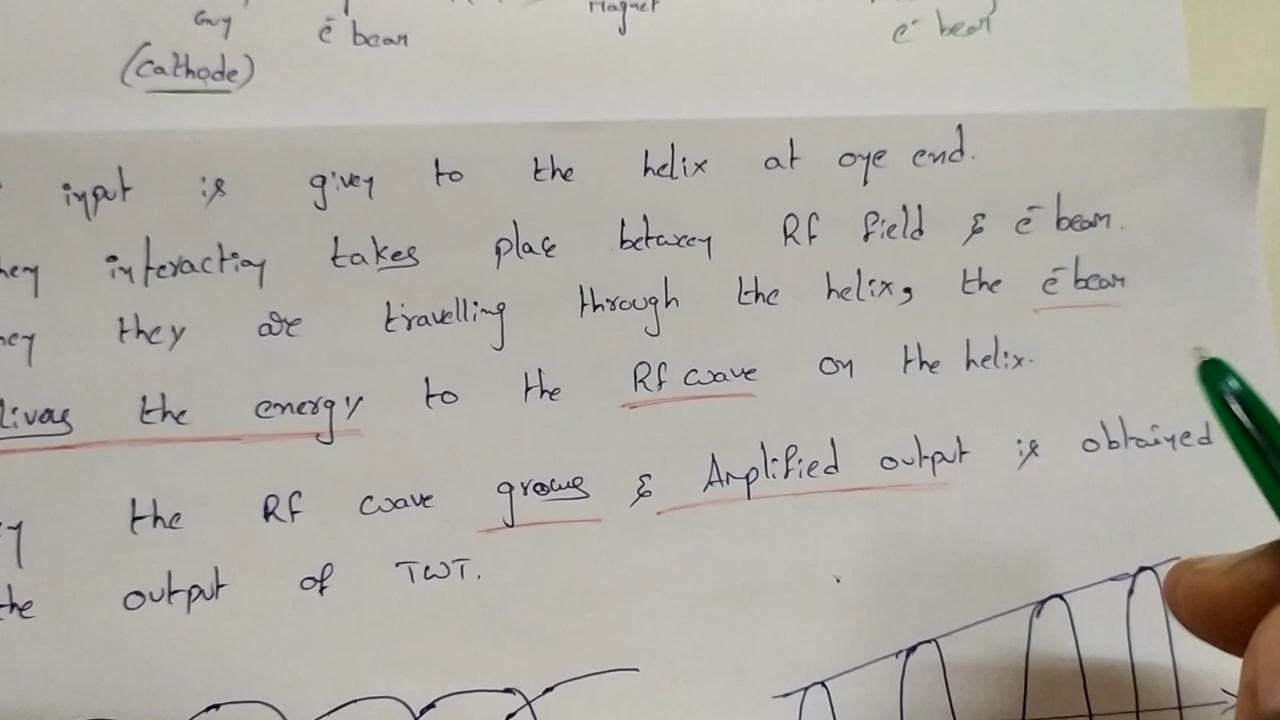 Gun
e⁻ beam
Magnet
e⁻ beam
(Cathode)
input is given to the helix at one end.
interaction takes place between RF field & e⁻ beam.
they are travelling through the helix, the e⁻ beam
the energy to the RF wave on the helix.
the RF wave grows & Amplified output is obtained
the output of TWT.